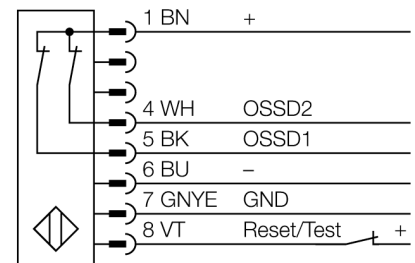 1 BN +
4 WH OSSD2
5 BK OSSD1
6 BU –
7 GNYE GND
8 VT Reset/Test +